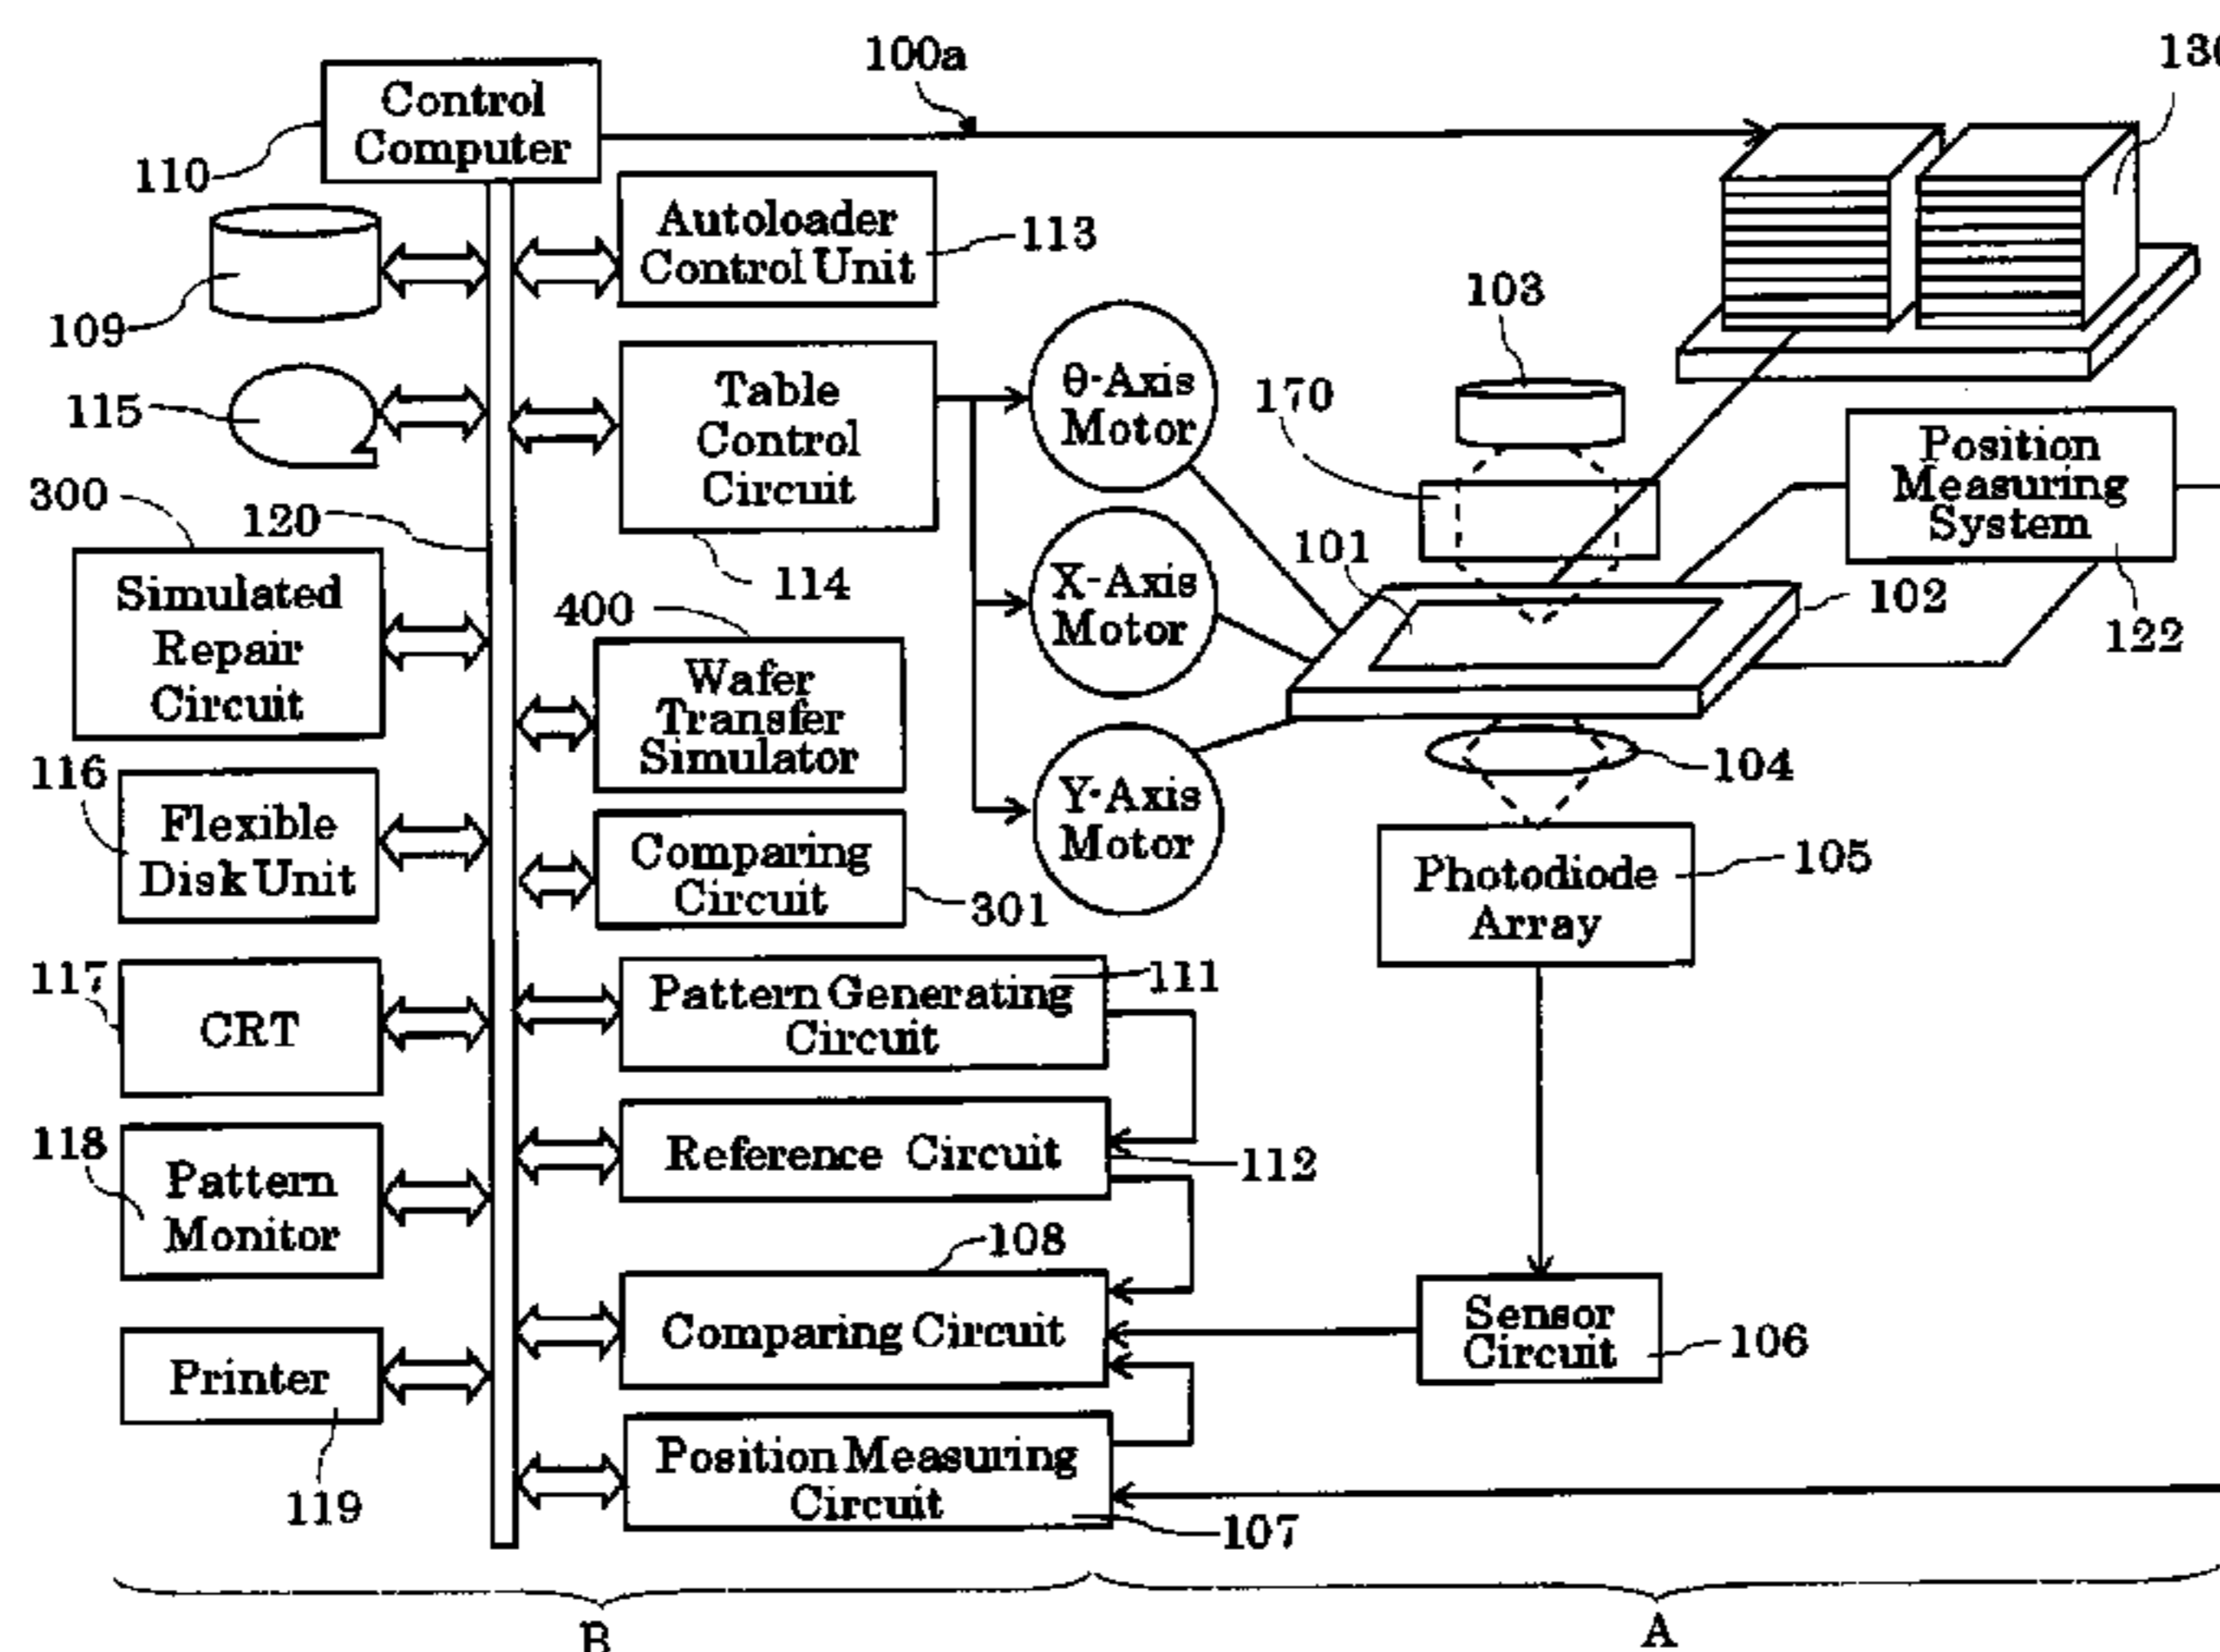 100a
130
Control
Computer
110
Autoloader
Control Unit
113
109
103
115
Table
Control
Circuit
114
θ-Axis
Motor
170
Position
Measuring
System
122
300
120
Simulated
Repair
Circuit
400
Wafer
Transfer
Simulator
X-Axis
Motor
101
102
104
116
Flexible
Disk Unit
Comparing
Circuit
301
Y-Axis
Motor
Photodiode
Array
105
117
CRT
Pattern Generating
Circuit
111
118
Pattern
Monitor
Reference Circuit
112
108
Comparing Circuit
Sensor
Circuit
106
Printer
119
Position Measuring
Circuit
107
B
A